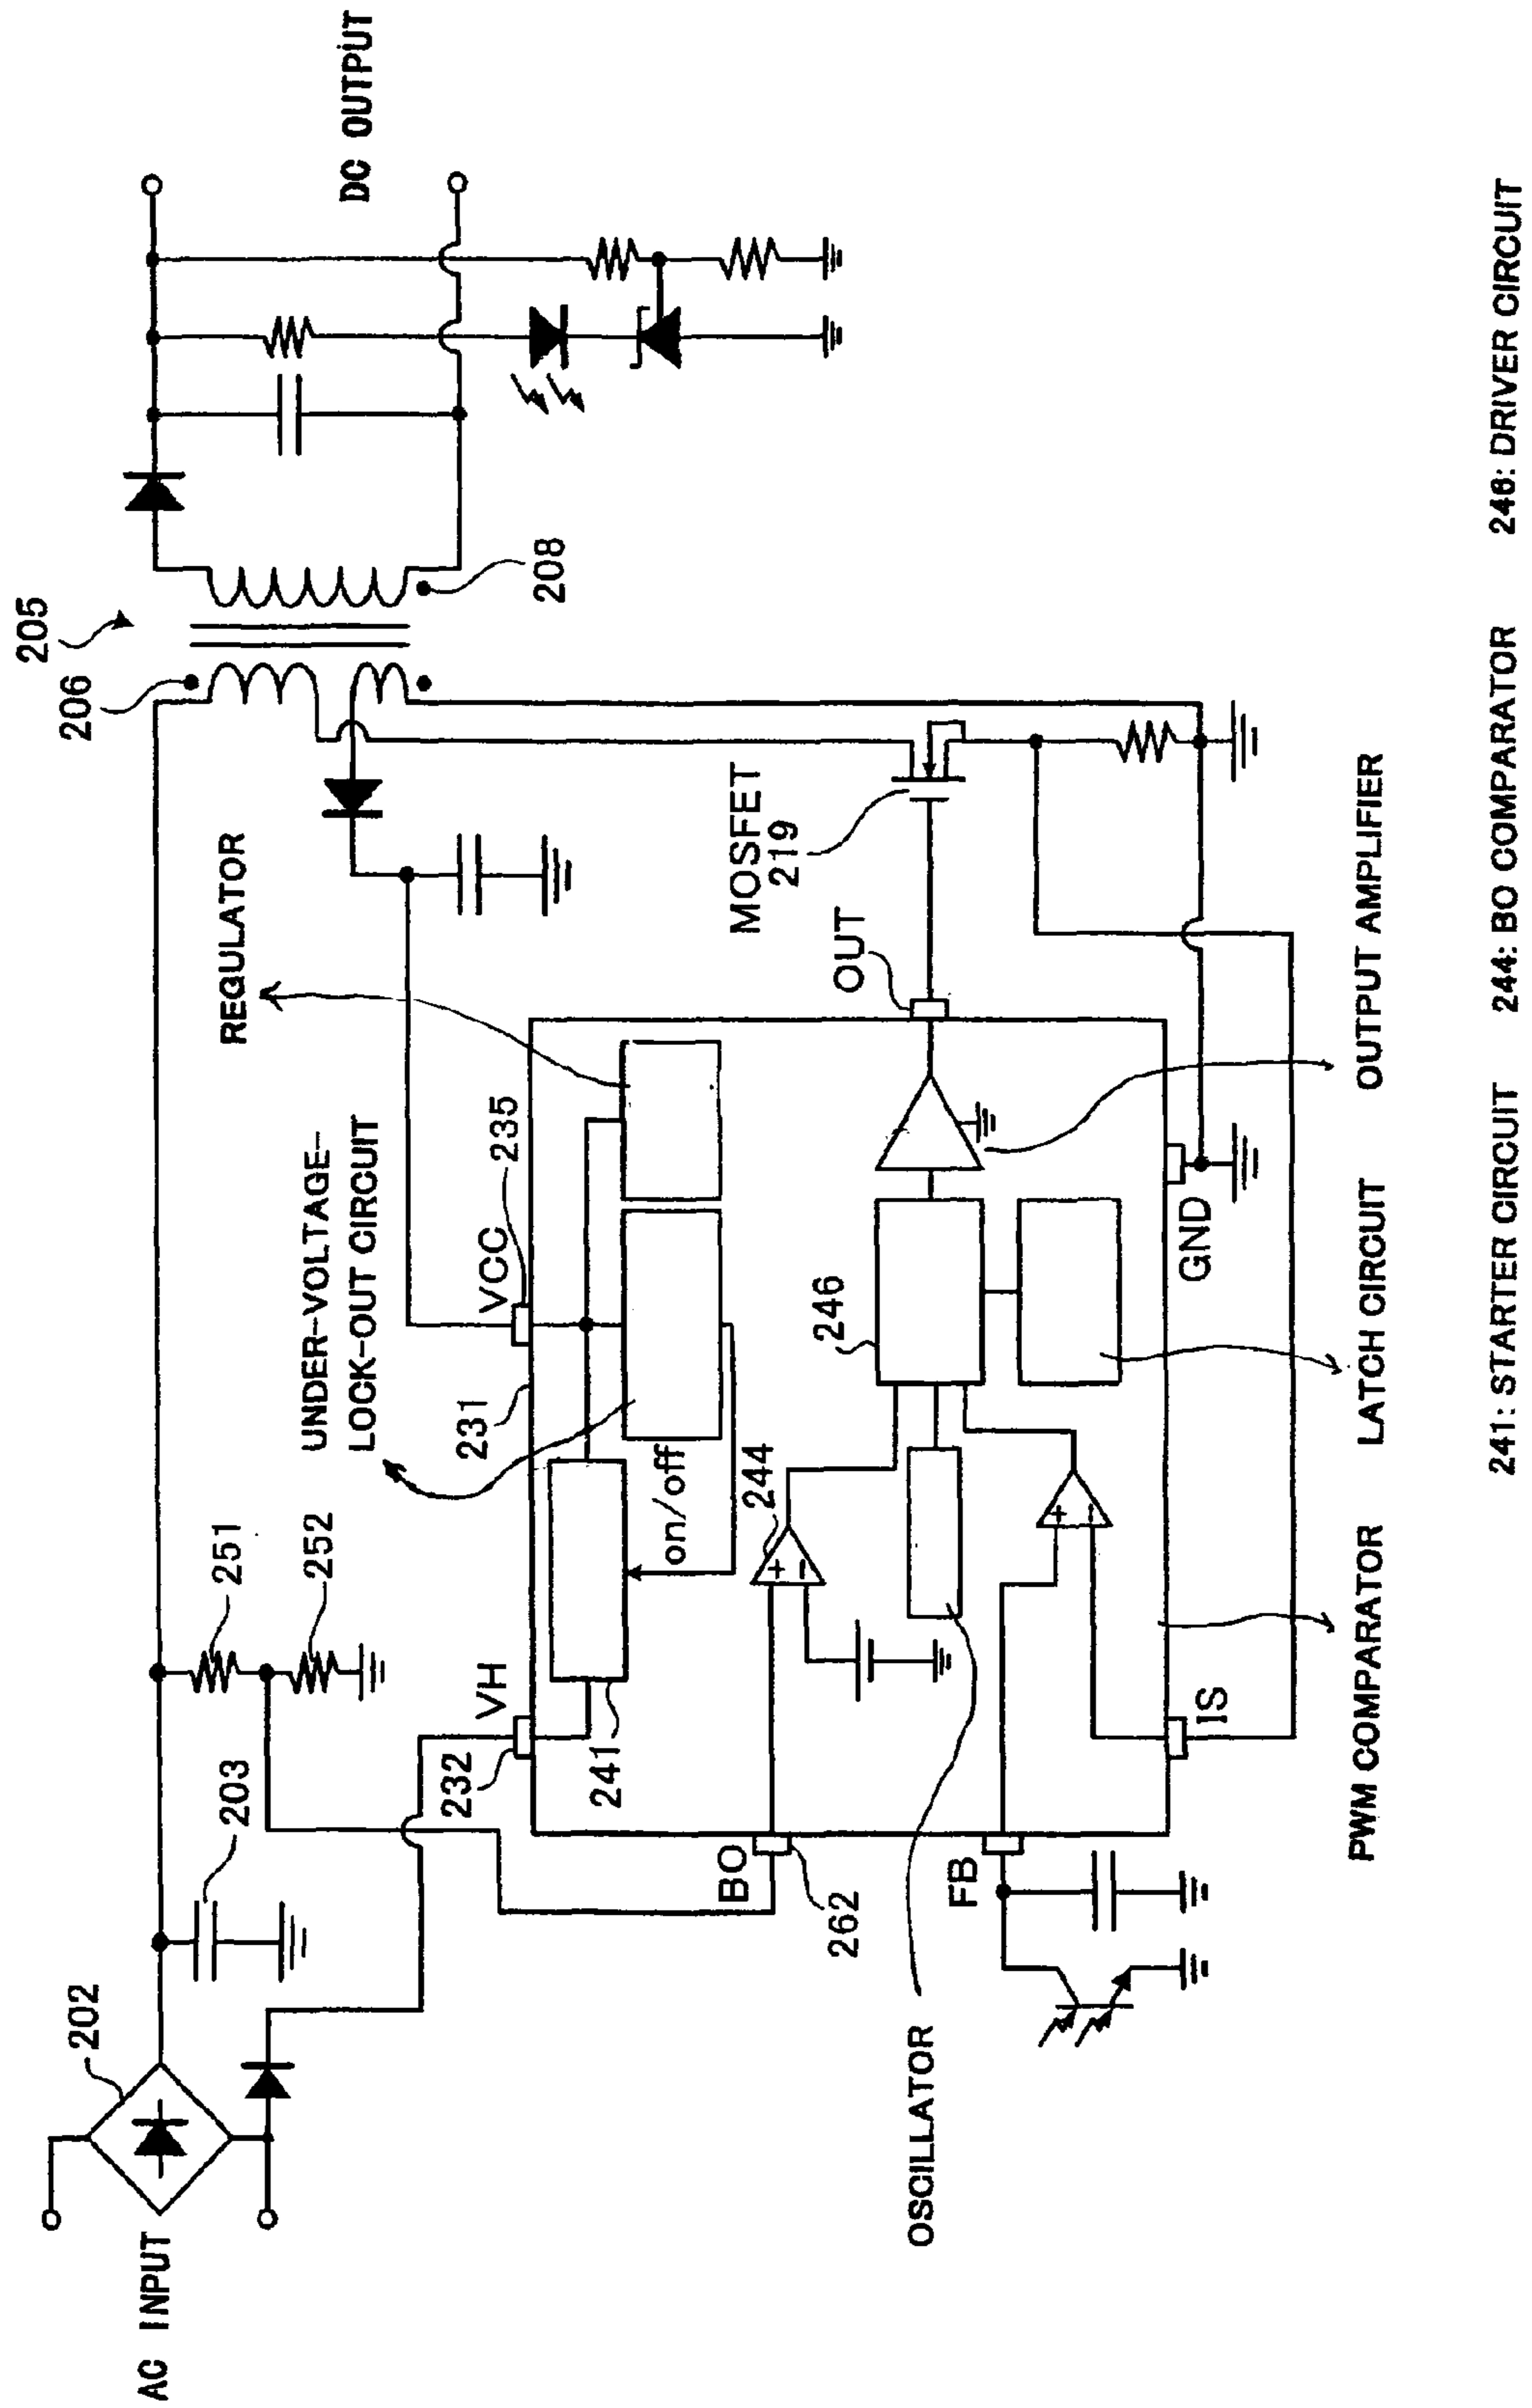 AC INPUT
202
203
251
252
205
206
208
DC OUTPUT
REGULATOR
UNDER-VOLTAGE-
LOCK-OUT CIRCUIT
231
VCC
235
232
VH
241
on/off
244
246
BO
262
FB
IS
GND
OUT
MOSFET
219
OSCILLATOR
PWM COMPARATOR
LATCH CIRCUIT
OUTPUT AMPLIFIER
241: STARTER CIRCUIT 244: BO COMPARATOR 246: DRIVER CIRCUIT